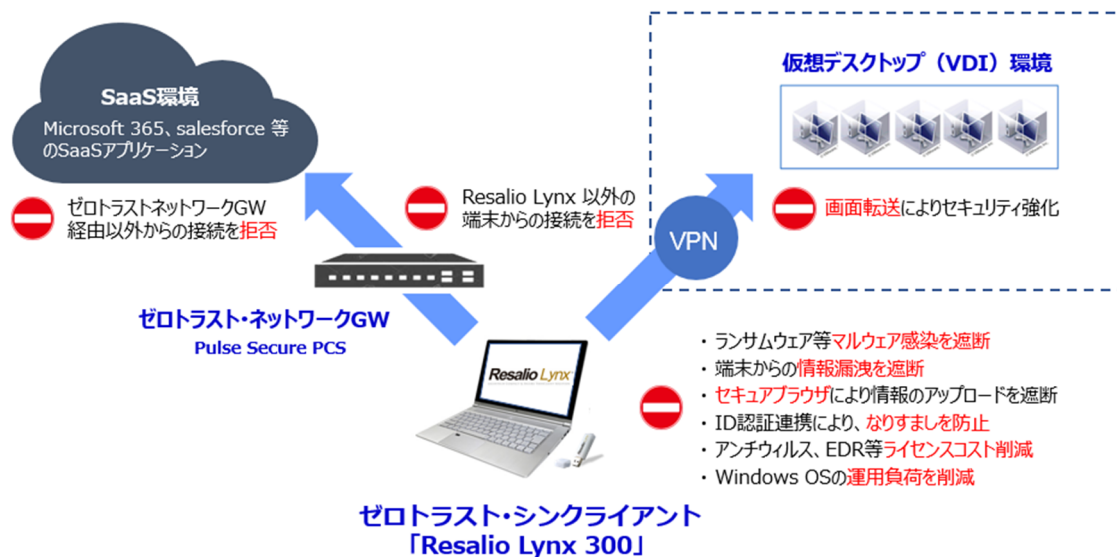 SaaS環境
Microsoft 365、salesforce 等
のSaaSアプリケーション
ゼロトラストネットワークGW
経由以外からの接続を拒否
Resalio Lynx 以外の
端末からの接続を拒否
仮想デスクトップ（VDI）環境
画面転送によりセキュリティ強化
VPN
ゼロトラスト・ネットワークGW
Pulse Secure PCS
Resalio Lynx
・ ランサムウェア等マルウェア感染を遮断
・ 端末からの情報漏洩を遮断
・ セキュアブラウザにより情報のアップロードを遮断
・ ID認証連携により、なりすましを防止
・ アンチウィルス、EDR等ライセンスコスト削減
・ Windows OSの運用負荷を削減
ゼロトラスト・シンクライアント
「Resalio Lynx 300」